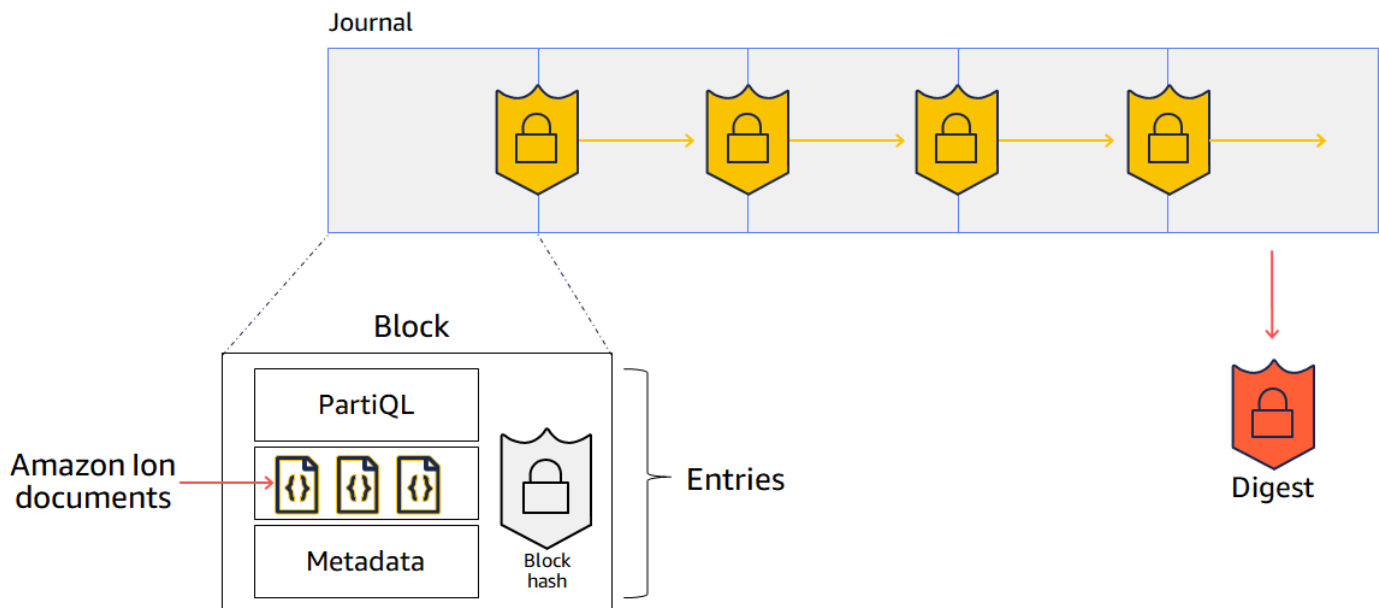 Journal
Block
PartiQL
Amazon Ion
documents
Metadata
Block
hash
Entries
Digest